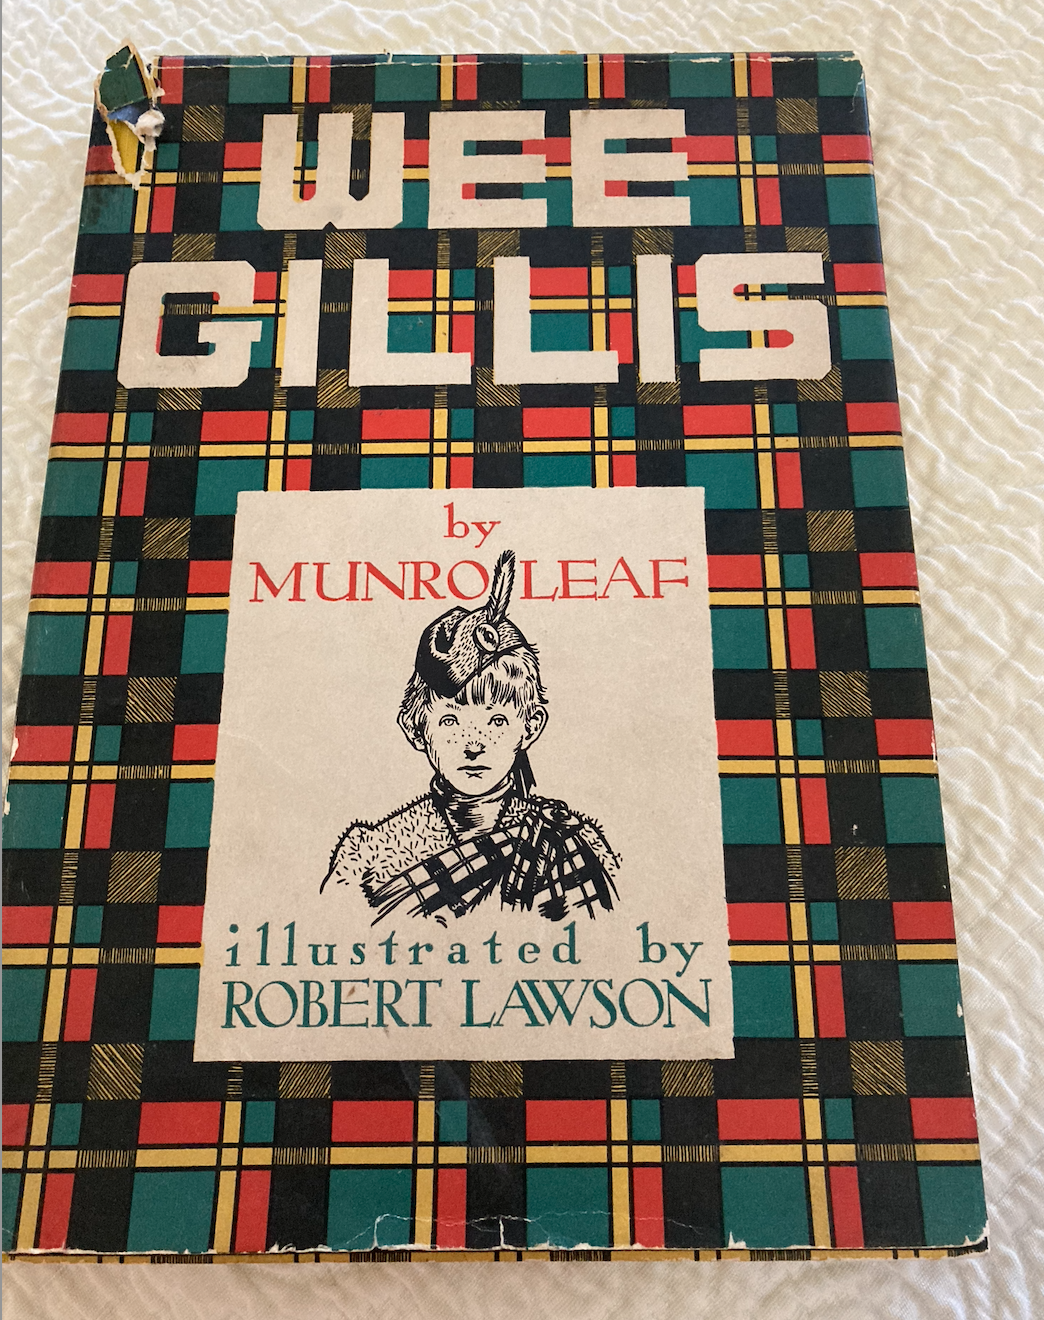 WEE
GILLIS
by
MUNRO LEAF
illustrated by
ROBERT LAWSON